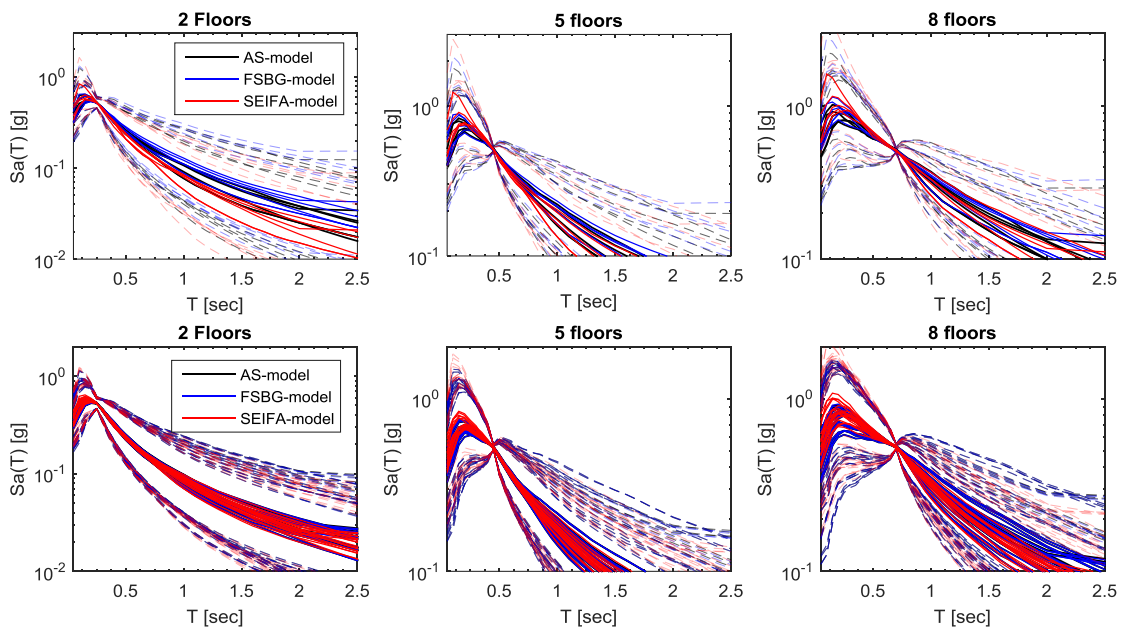 2 Floors
10^0
10^-1
10^-2
Sa(T) [g]
0.5 1 1.5 2 2.5
T [sec]
AS-model
FSBG-model
SEIFA-model
5 floors
10^0
10^-1
Sa(T) [g]
0.5 1 1.5 2 2.5
T [sec]
8 floors
10^0
10^-1
Sa(T) [g]
0.5 1 1.5 2 2.5
T [sec]
2 Floors
10^0
10^-1
10^-2
Sa(T) [g]
0.5 1 1.5 2 2.5
T [sec]
AS-model
FSBG-model
SEIFA-model
5 floors
10^0
10^-1
Sa(T) [g]
0.5 1 1.5 2 2.5
T [sec]
8 floors
10^0
10^-1
Sa(T) [g]
0.5 1 1.5 2 2.5
T [sec]